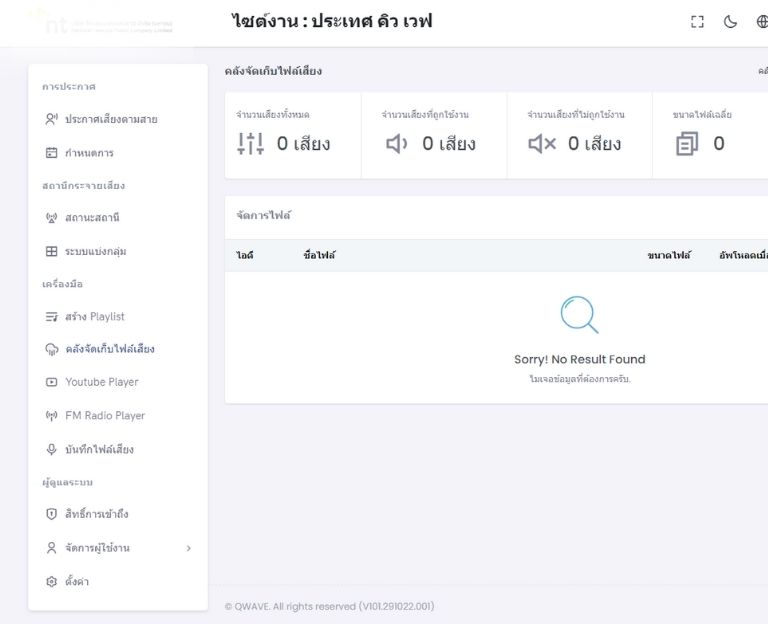 nt
ไซต์งาน : ประเทศ คิว เวฟ
การประกาศ
ประกาศเสียงตามสาย
กำหนดการ
สถานีกระจายเสียง
สถานะสถานี
ระบบแบ่งกลุ่ม
เครื่องมือ
สร้าง Playlist
คลังจัดเก็บไฟล์เสียง
Youtube Player
FM Radio Player
บันทึกไฟล์เสียง
ผู้ดูแลระบบ
สิทธิ์การเข้าถึง
จัดการผู้ใช้งาน
ตั้งค่า
คลังจัดเก็บไฟล์เสียง
จำนวนเสียงทั้งหมด
0 เสียง
จำนวนเสียงที่ถูกใช้งาน
0 เสียง
จำนวนเสียงที่ไม่ถูกใช้งาน
0 เสียง
ขนาดไฟล์เฉลี่ย
0
จัดการไฟล์
ไอดี ชื่อไฟล์ ขนาดไฟล์ อัพโหลดเมื่อ
Sorry! No Result Found
ไม่เจอข้อมูลที่ต้องการครับ.
© QWAVE. All rights reserved (V101.291022.001)